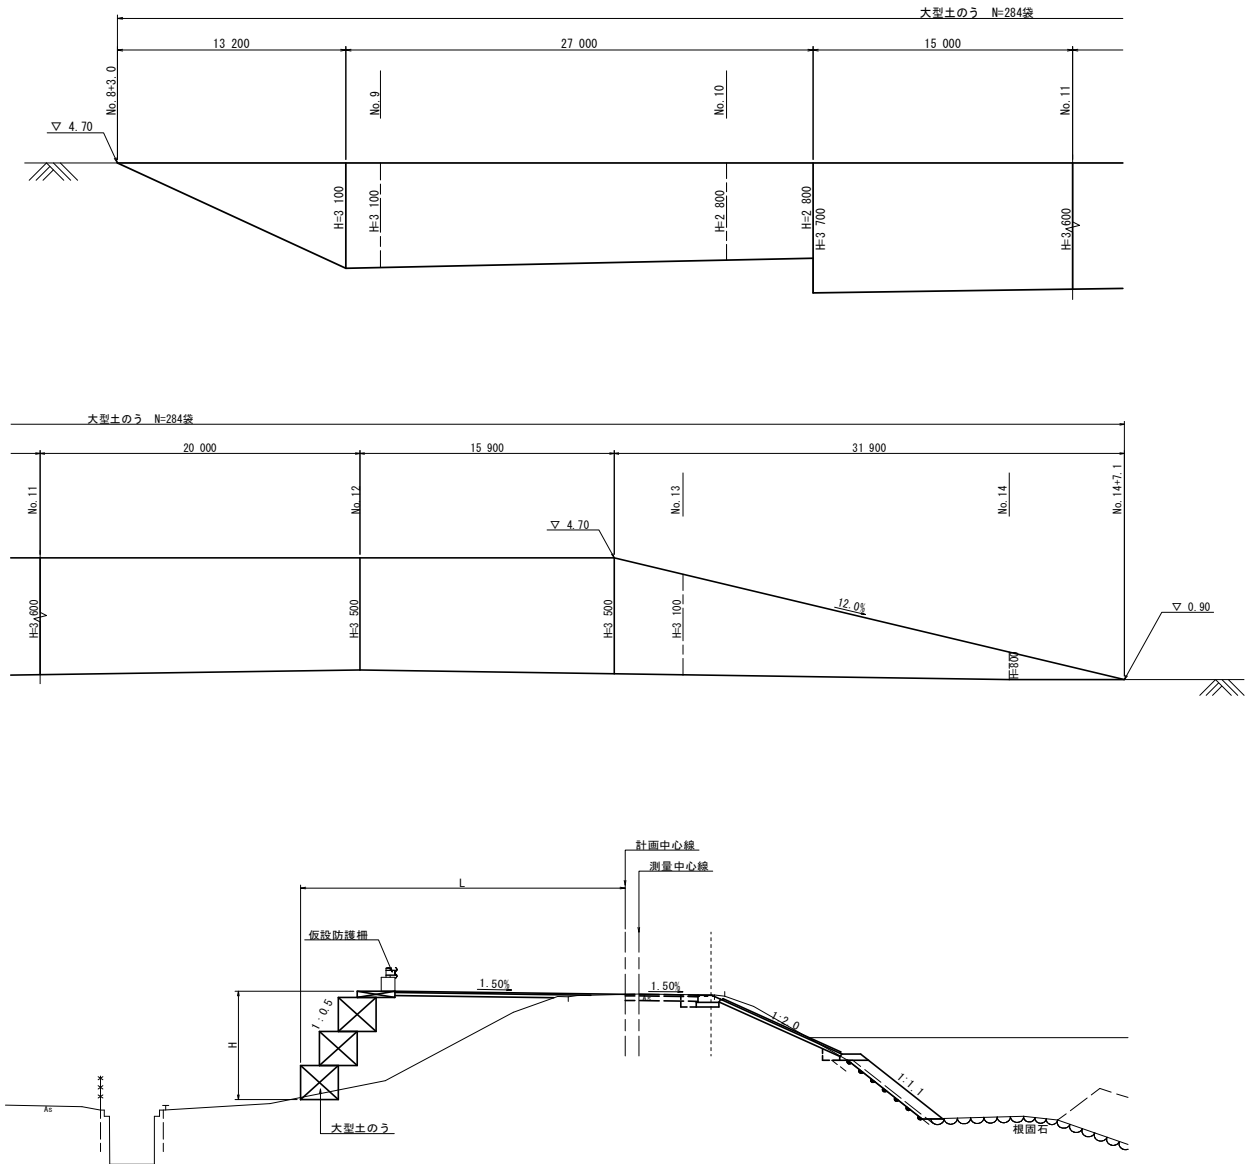 大型土のう N=284袋
13 200
27 000
15 000
No.8+3.0
No.9
No.10
No.11
▽ 4.70
H=3 100
H=3 100
H=2 800
H=2 800
H=3 700
H=3 600
大型土のう N=284袋
20 000
15 900
31 900
No.11
No.12
No.13
No.14
No.14+7.1
▽ 4.70
H=3 600
H=3 500
H=3 500
H=3 100
12.0%
H=800
▽ 0.90
計画中心線
測量中心線
L
仮設防護柵
1.50%
1.50%
As
1:0.5
H
1:2.0
1:1.1
As
大型土のう
根固石